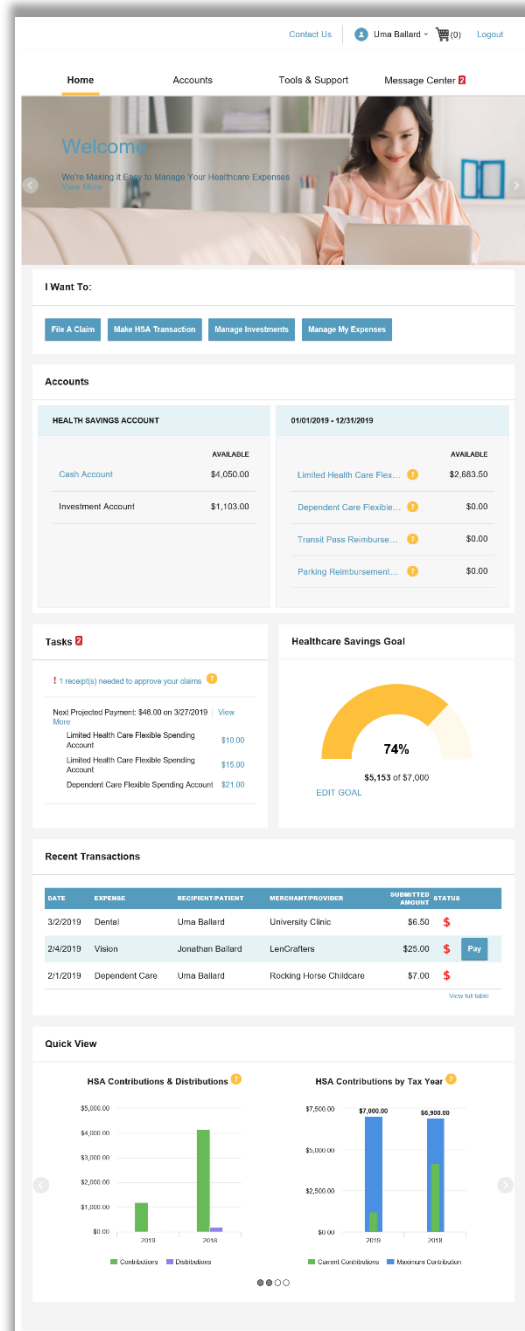 Contact Us
Uma Ballard
(0)
Logout
Home
Accounts
Tools & Support
Message Center 2
Welcome
We're Making it Easy to Manage Your Healthcare Expenses
View More
I Want To:
File A Claim
Make HSA Transaction
Manage Investments
Manage My Expenses
Accounts
HEALTH SAVINGS ACCOUNT
AVAILABLE
Cash Account $4,050.00
Investment Account $1,103.00
01/01/2019 - 12/31/2019
AVAILABLE
Limited Health Care Flex... ? $2,683.50
Dependent Care Flexible... ? $0.00
Transit Pass Reimburse... ? $0.00
Parking Reimbursement... ? $0.00
Tasks 2
! 1 receipt(s) needed to approve your claims ?
Next Projected Payment: $46.00 on 3/27/2019 | View
More
Limited Health Care Flexible Spending
Account $10.00
Limited Health Care Flexible Spending
Account $15.00
Dependent Care Flexible Spending Account $21.00
Healthcare Savings Goal
74%
$5,153 of $7,000
EDIT GOAL
Recent Transactions
DATE EXPENSE RECIPIENT/PATIENT MERCHANT/PROVIDER SUBMITTED AMOUNT STATUS
3/2/2019 Dental Uma Ballard University Clinic $6.50 $
2/4/2019 Vision Jonathan Ballard LenCrafters $25.00 $ Pay
2/1/2019 Dependent Care Uma Ballard Rocking Horse Childcare $7.00 $
View full table
Quick View
HSA Contributions & Distributions ?
$5,000.00
$4,000.00
$3,000.00
$2,000.00
$1,000.00
$0.00
2019 2018
Contributions Distributions
HSA Contributions by Tax Year ?
$7,500.00
$7,000.00 $6,900.00
$5,000.00
$2,500.00
$0.00
2019 2018
Current Contributions Maximum Contribution